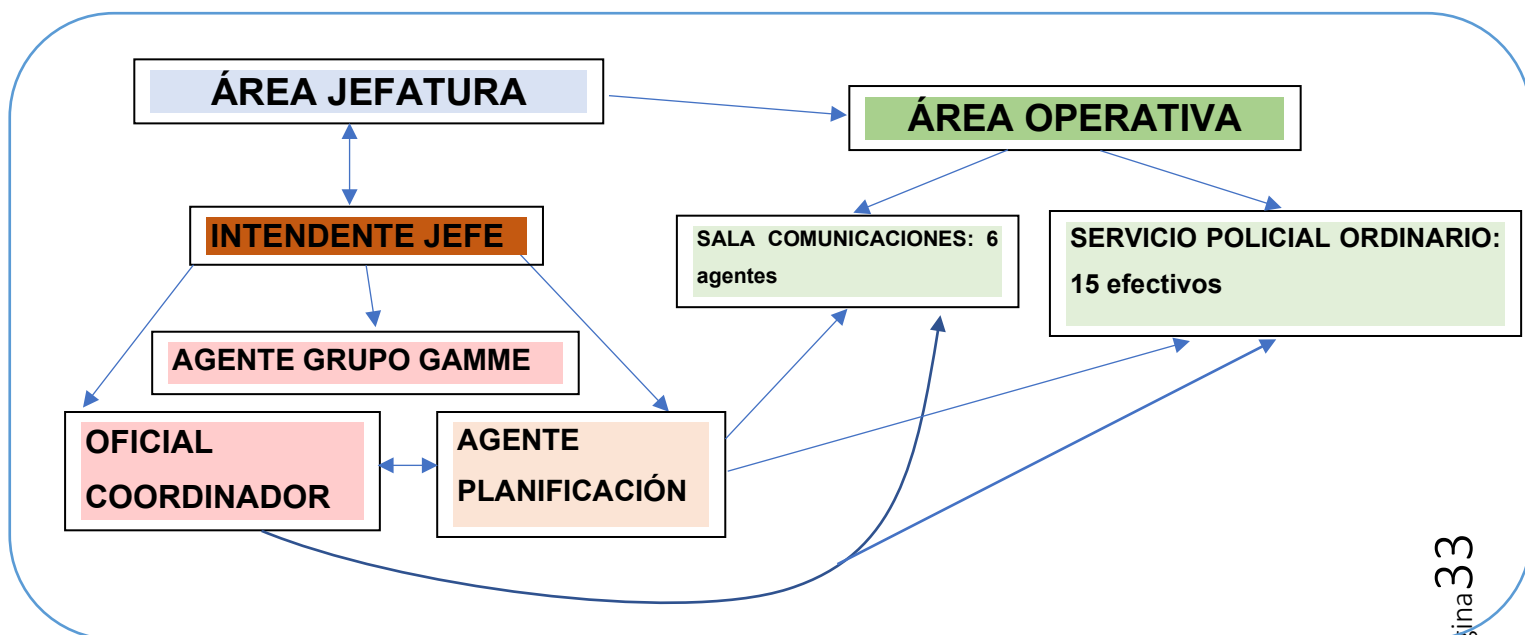 ÁREA JEFATURA
ÁREA OPERATIVA
INTENDENTE JEFE
SALA COMUNICACIONES: 6
agentes
SERVICIO POLICIAL ORDINARIO:
15 efectivos
AGENTE GRUPO GAMME
OFICIAL
COORDINADOR
AGENTE
PLANIFICACIÓN
33